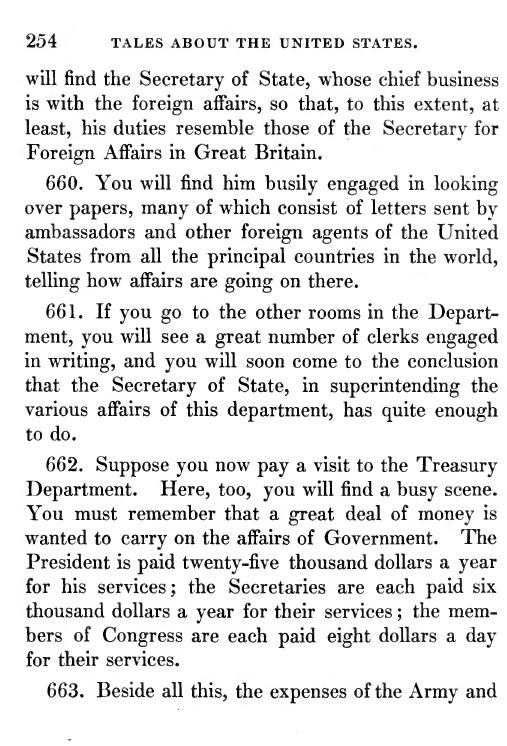 254 TALES ABOUT THE UNITED STATES.
will find the Secretary of State, whose chief business
is with the foreign affairs, so that, to this extent, at
least, his duties resemble those of the Secretary for
Foreign Affairs in Great Britain.
660. You will find him busily engaged in looking
over papers, many of which consist of letters sent by
ambassadors and other foreign agents of the United
States from all the principal countries in the world,
telling how affairs are going on there.
661. If you go to the other rooms in the Depart-
ment, you will see a great number of clerks engaged
in writing, and you will soon come to the conclusion
that the Secretary of State, in superintending the
various affairs of this department, has quite enough
to do.
662. Suppose you now pay a visit to the Treasury
Department. Here, too, you will find a busy scene.
You must remember that a great deal of money is
wanted to carry on the affairs of Government. The
President is paid twenty-five thousand dollars a year
for his services; the Secretaries are each paid six
thousand dollars a year for their services; the mem-
bers of Congress are each paid eight dollars a day
for their services.
663. Beside all this, the expenses of the Army and